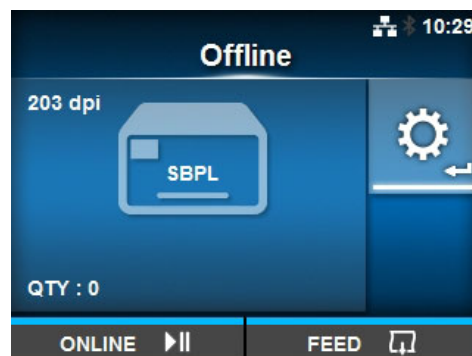 10:29
Offline
203 dpi
SBPL
QTY : 0
ONLINE
FEED